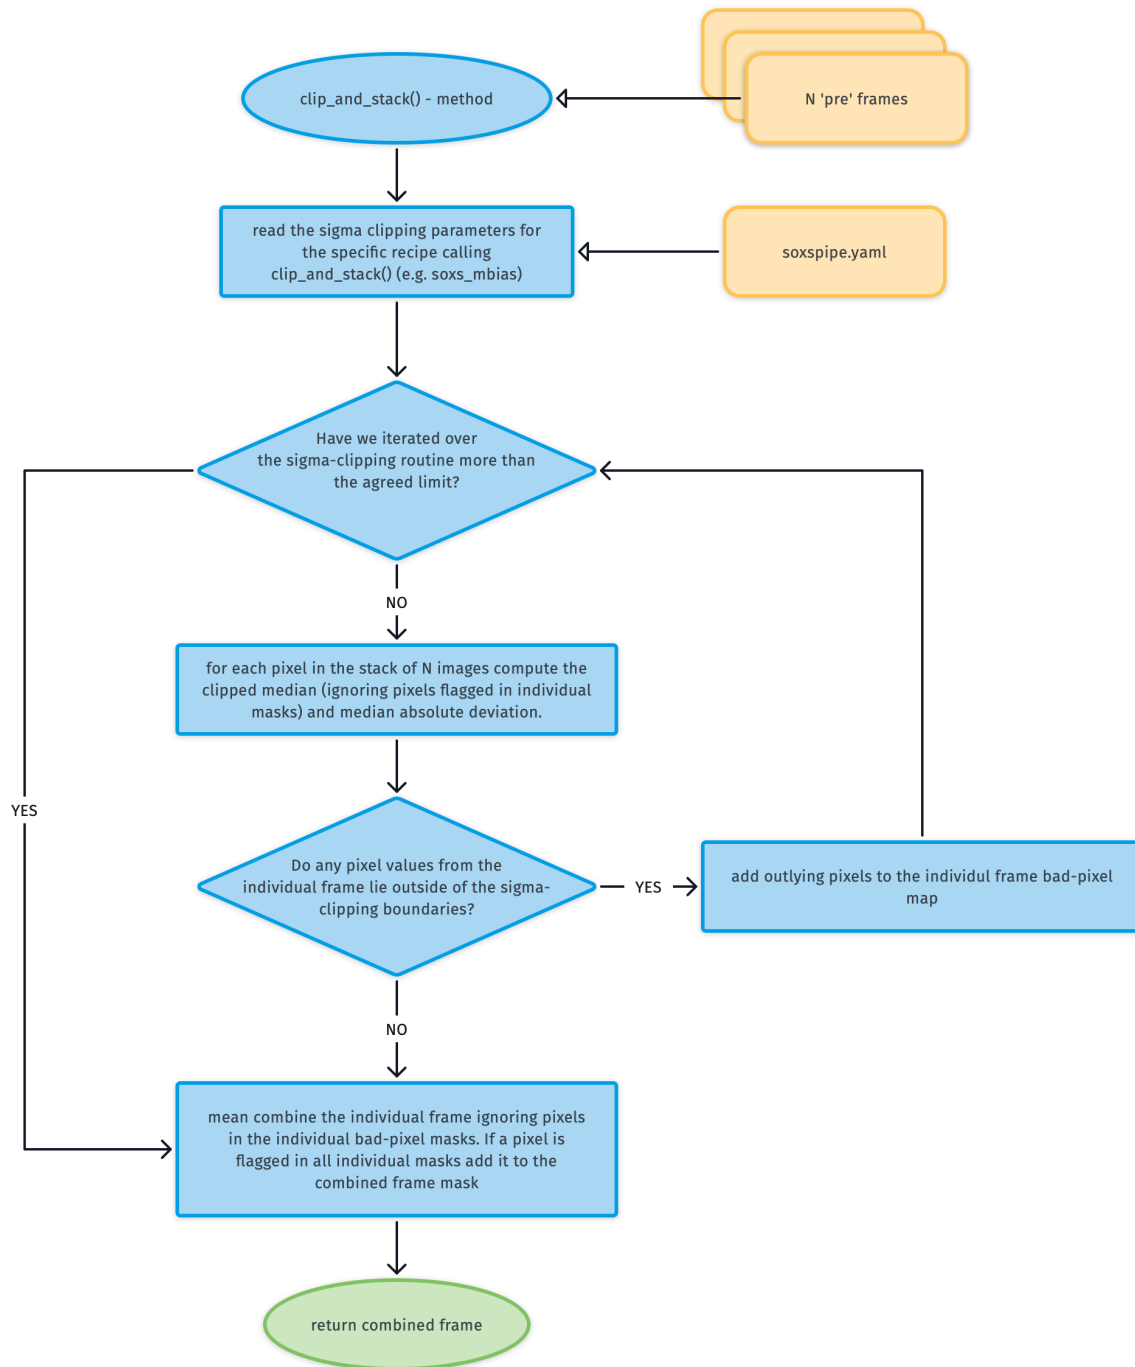 clip_and_stack() - method
N 'pre' frames
read the sigma clipping parameters for
the specific recipe calling
clip_and_stack() (e.g. soxs_mbias)
soxspipe.yaml
Have we iterated over
the sigma-clipping routine more than
the agreed limit?
NO
for each pixel in the stack of N images compute the
clipped median (ignoring pixels flagged in individual
masks) and median absolute deviation.
YES
Do any pixel values from the
individual frame lie outside of the sigma-
clipping boundaries?
YES
add outlying pixels to the individul frame bad-pixel
map
NO
mean combine the individual frame ignoring pixels
in the individual bad-pixel masks. If a pixel is
flagged in all individual masks add it to the
combined frame mask
return combined frame